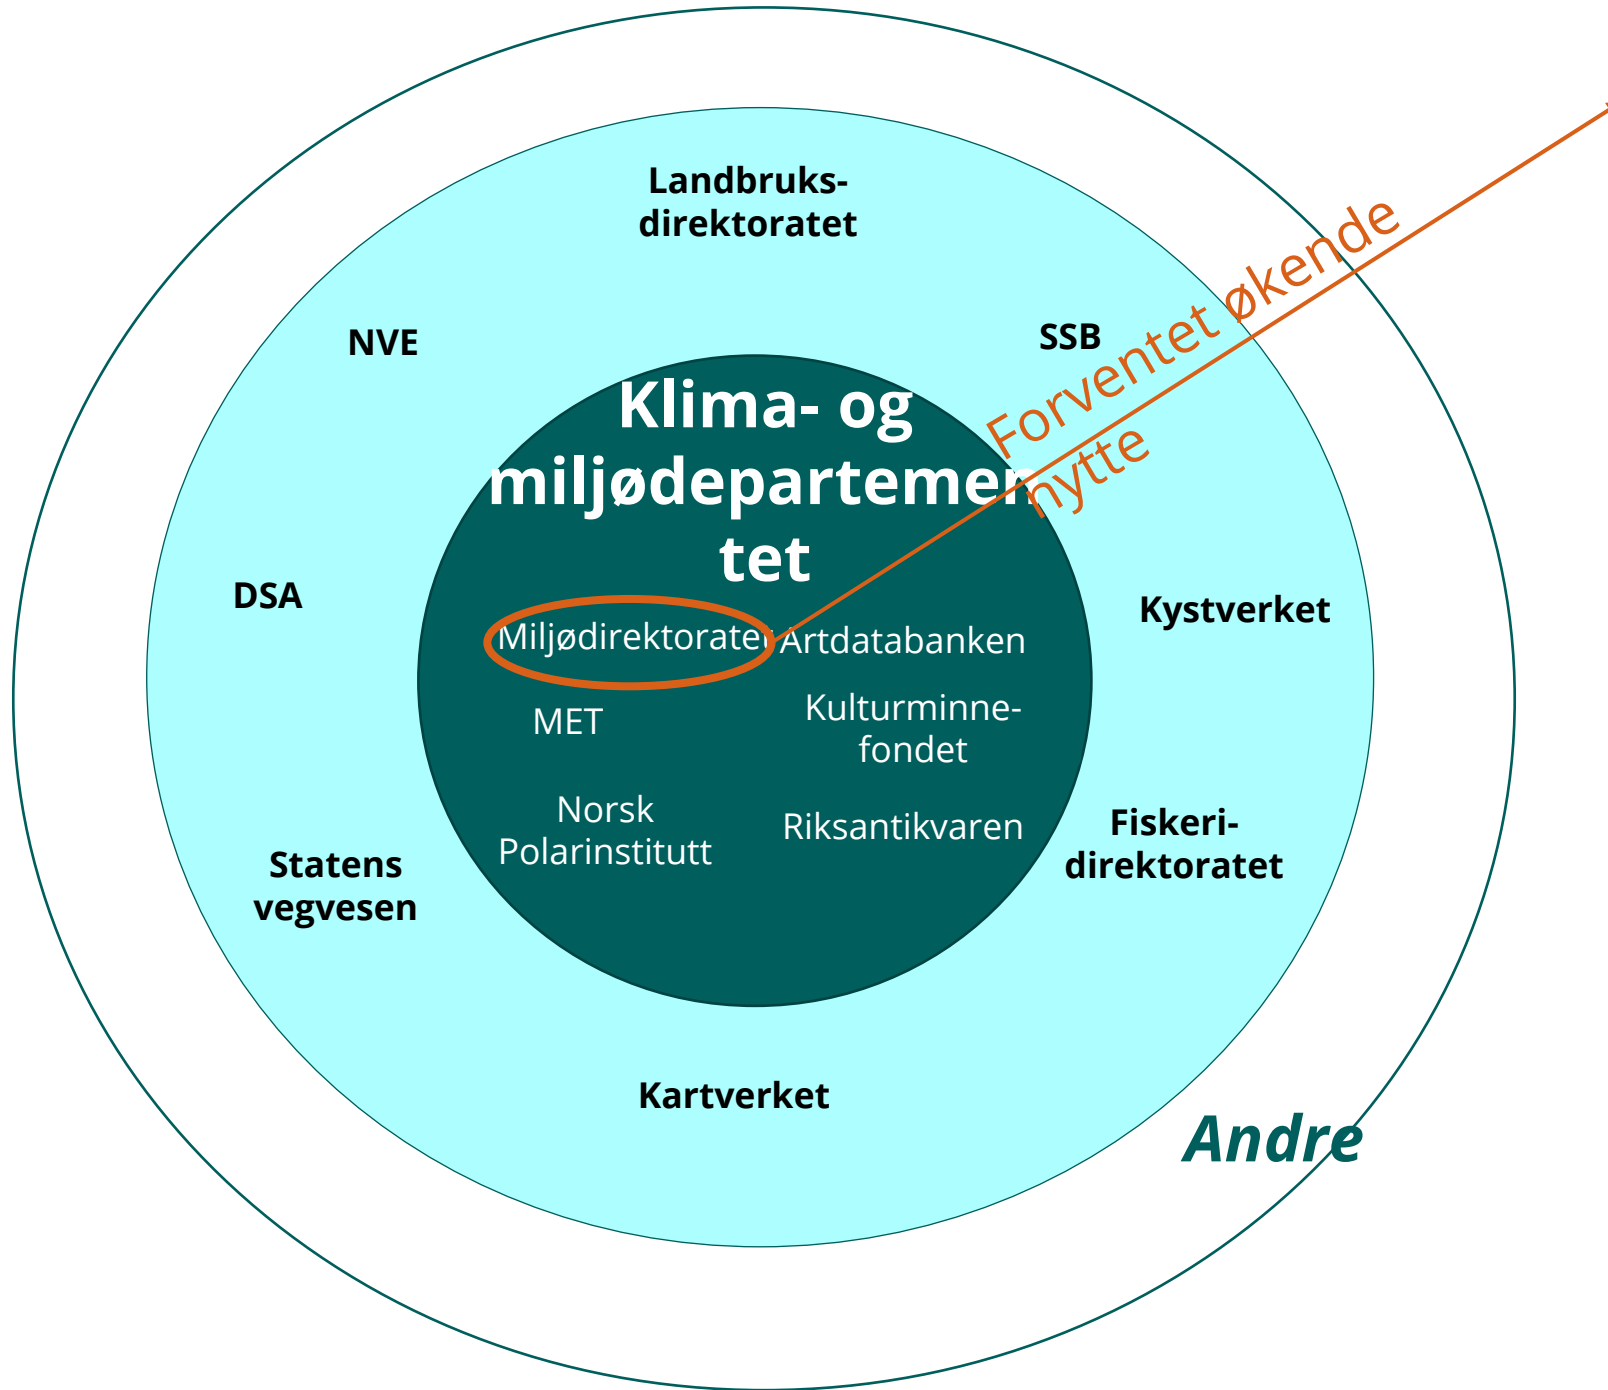 Landbruks-
direktoratet
NVE
SSB
Forventet økende
nytte
Klima- og
miljødepartemen
tet
DSA
Kystverket
Miljødirektoratet
Artdatabanken
MET
Kulturminne-
fondet
Norsk
Polarinstitutt
Riksantikvaren
Fiskeri-
direktoratet
Statens
vegvesen
Kartverket
Andre